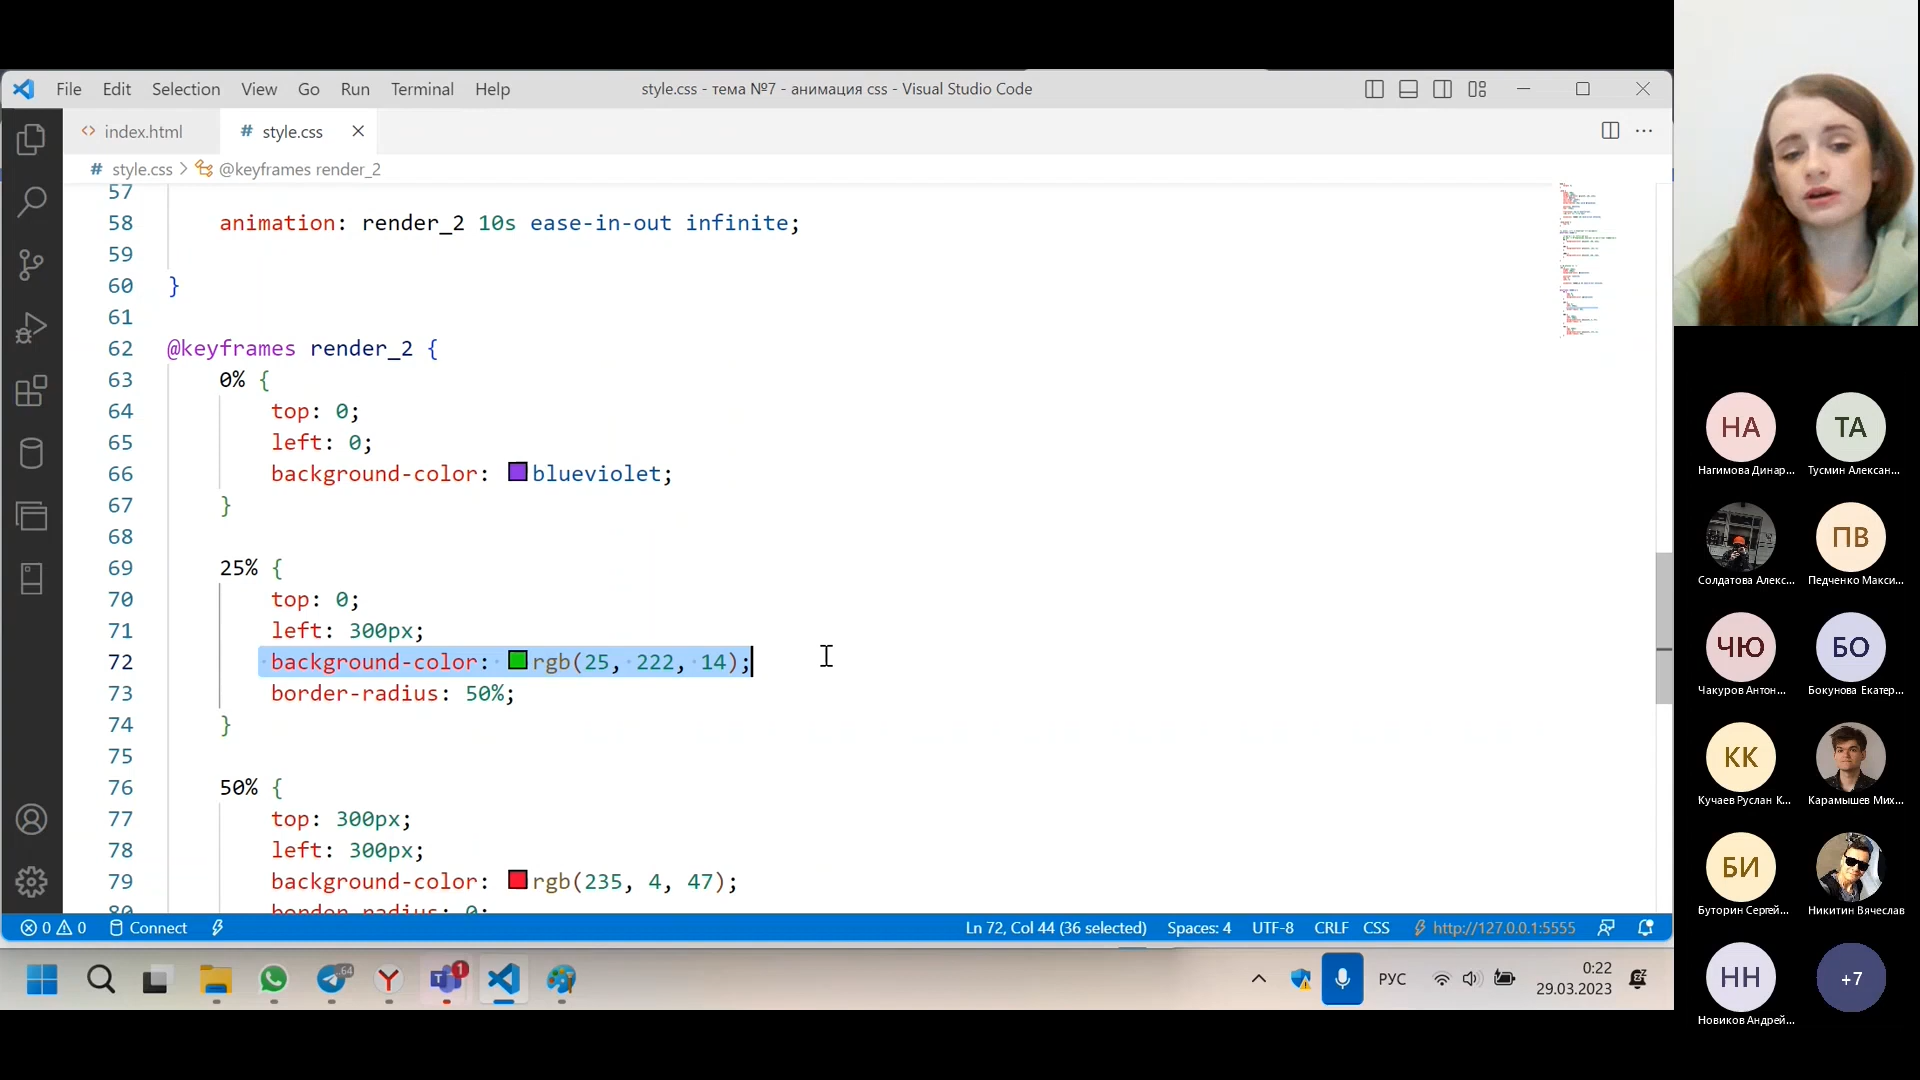 File Edit Selection View Go Run Terminal Help
style.css - тема №7 - анимация css - Visual Studio Code
index.html
# style.css
# style.css > @keyframes render_2
57
58 animation: render_2 10s ease-in-out infinite;
59
60 }
61
62 @keyframes render_2 {
63 0% {
64 top: 0;
65 left: 0;
66 background-color: blueviolet;
67 }
68
69 25% {
70 top: 0;
71 left: 300px;
72 background-color: rgb(25, 222, 14);
73 border-radius: 50%;
74 }
75
76 50% {
77 top: 300px;
78 left: 300px;
79 background-color: rgb(235, 4, 47);
80 border-radius: 0;
0 0 Connect
Ln 72, Col 44 (36 selected) Spaces: 4 UTF-8 CRLF CSS http://127.0.0.1:5555
64
1
РУС
0:22
29.03.2023
НА
Нагимова Динар...
ТА
Тусмин Алексан...
Солдатова Алекс...
ПВ
Педченко Макси...
ЧЮ
Чакуров Антон...
БО
Бокунова Екатер...
КК
Кучаев Руслан К...
Карамышев Мих...
БИ
Буторин Сергей...
Никитин Вячеслав
НН
Новиков Андрей...
+7